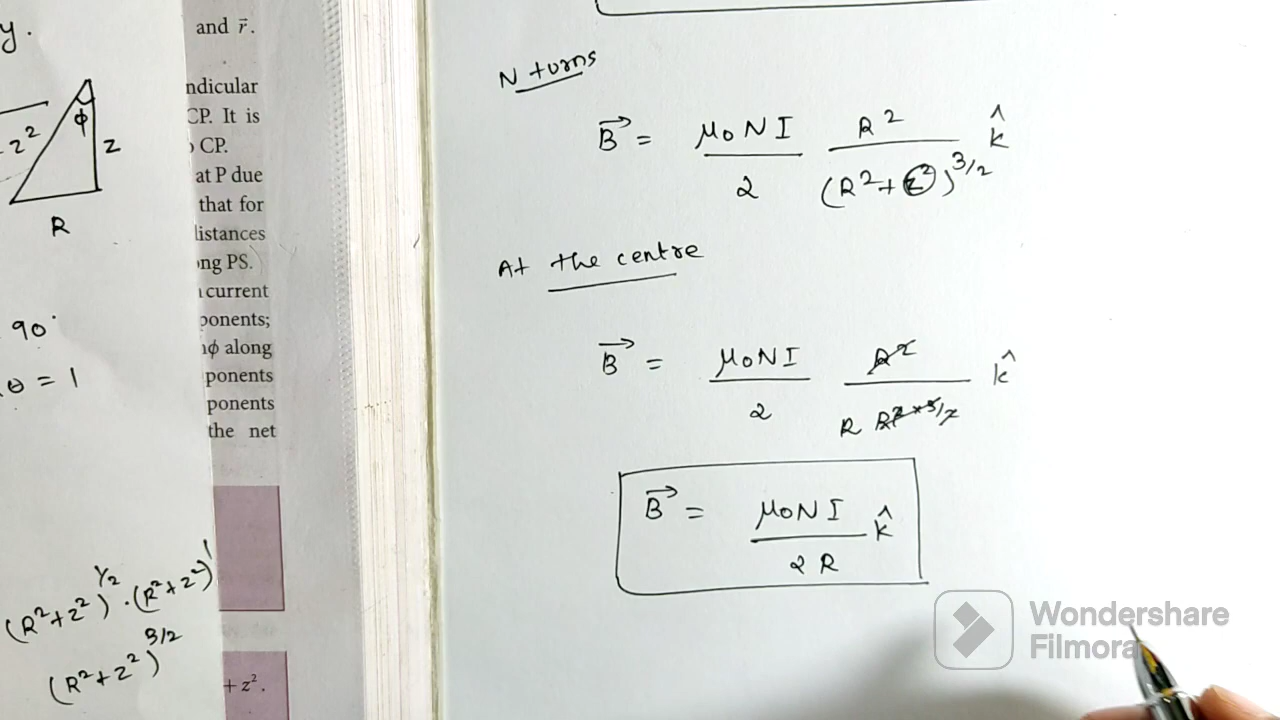 y.
z²
φ
z
R
90°
θ = 1
(R²+z²)^1/2 . (R²+z²)^1
(R²+z²)^3/2
and r⃗.
ndicular
CP. It is
CP.
at P due
that for
listances
ng PS.
current
ponents;
φ along
ponents
ponents
the net
+ z².
N turns
B⃗ = μ₀NI/2 R²/(R²+z²)^3/2 k̂
At the centre
B⃗ = μ₀NI/2 R²/R R^2×3/2 k̂
B⃗ = μ₀NI/2R k̂
Wondershare
Filmora